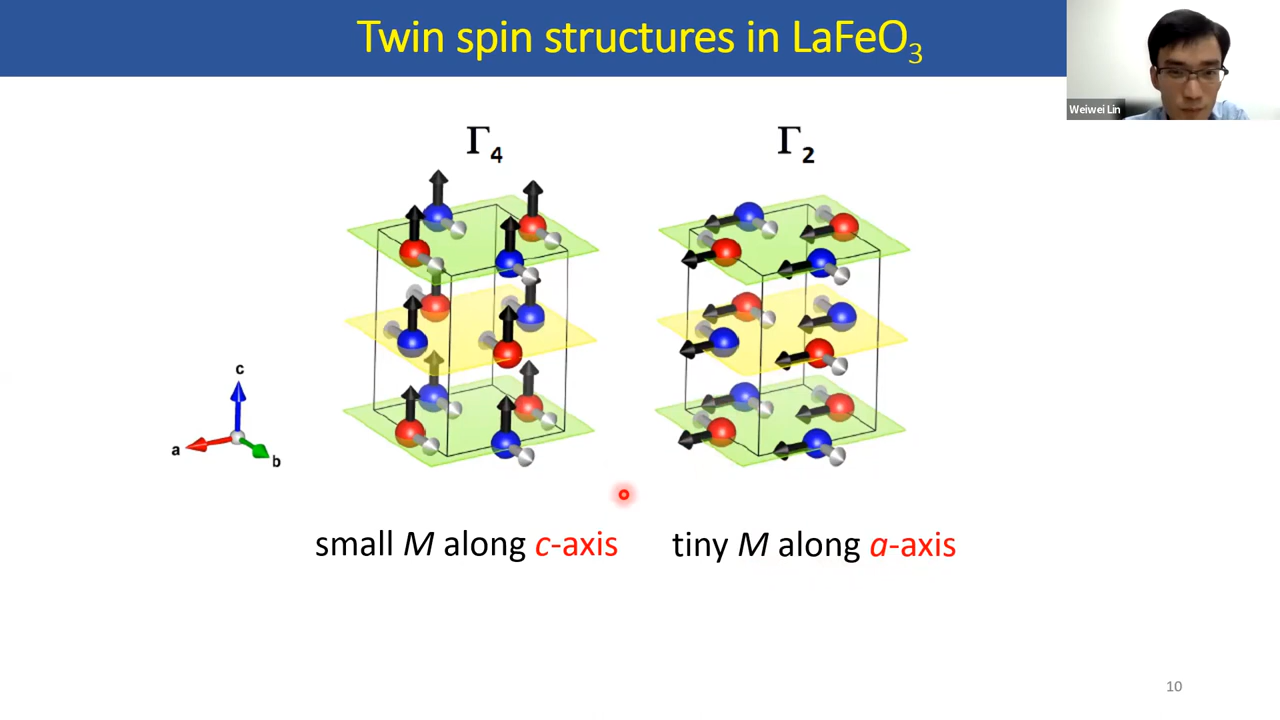 Twin spin structures in LaFeO₃
Weiwei Lin
Γ₄
Γ₂
c
a
b
small M along c-axis
tiny M along a-axis
10